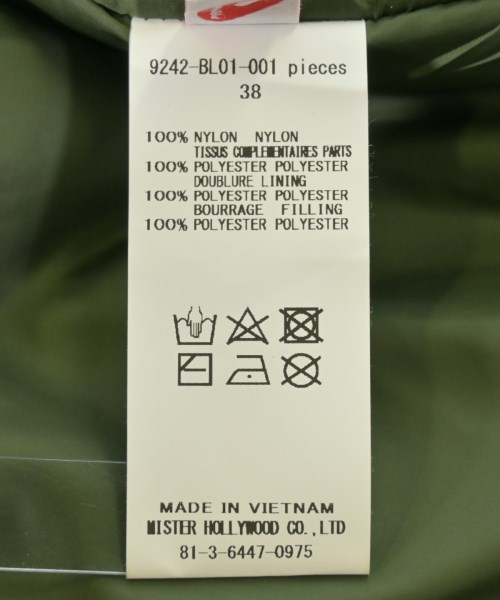 9242-BL01-001 pieces
38
100% NYLON NYLON
TISSUS COMPLEMENTAIRES PARTS
100% POLYESTER POLYESTER
DOUBLURE LINING
100% POLYESTER POLYESTER
BOURRAGE FILLING
100% POLYESTER POLYESTER
MADE IN VIETNAM
MISTER HOLLYWOOD CO.,LTD
81-3-6447-0975